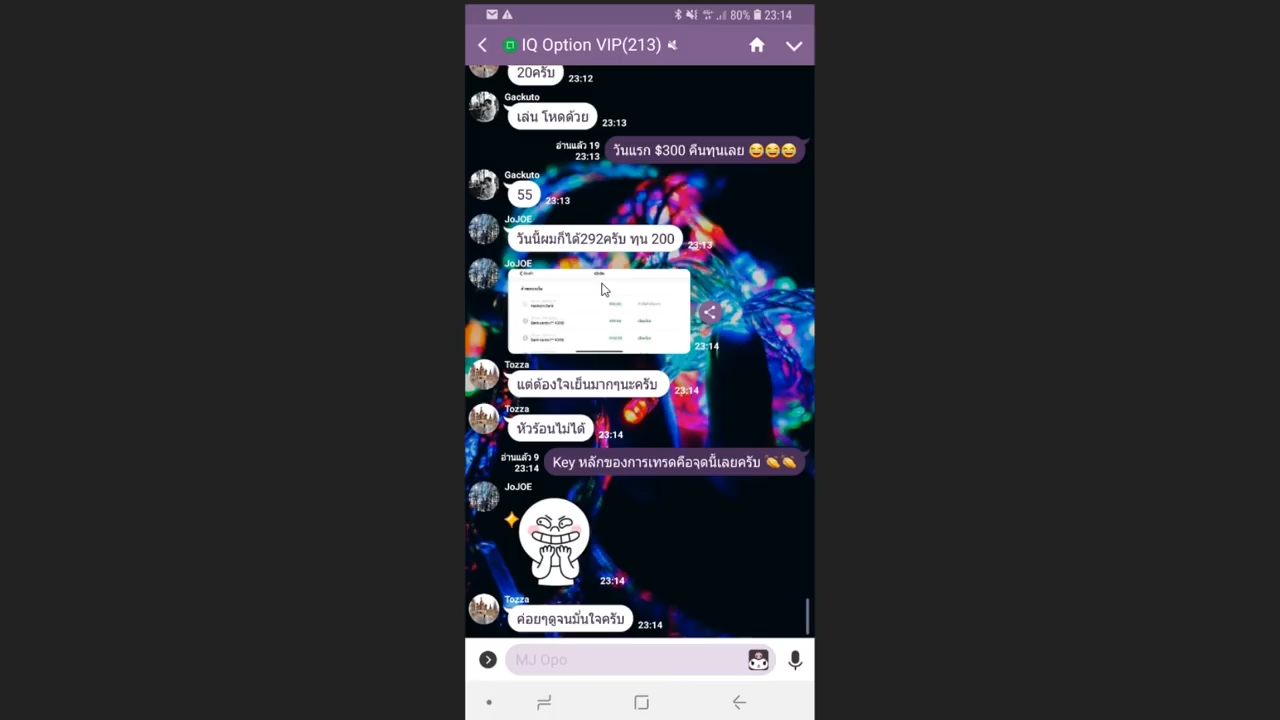 80% 23:14
IQ Option VIP(213)
20ครับ 23:12
Gackuto
เล่น โหดด้วย 23:13
อ่านแล้ว 19
23:13
วันแรก $300 คืนทุนเลย 😂😂😂
Gackuto
55 23:13
JoJOE
วันนี้ผมก็ได้292ครับ ทุน 200 23:13
JoJOE
23:14
Tozza
แต่ต้องใจเย็นมากๆนะครับ 23:14
Tozza
หัวร้อนไม่ได้ 23:14
อ่านแล้ว 9
23:14
Key หลักของการเทรดคือจุดนี้เลยครับ 👏👏
JoJOE
23:14
Tozza
ค่อยๆดูจนมั่นใจครับ 23:14
MJ Opo